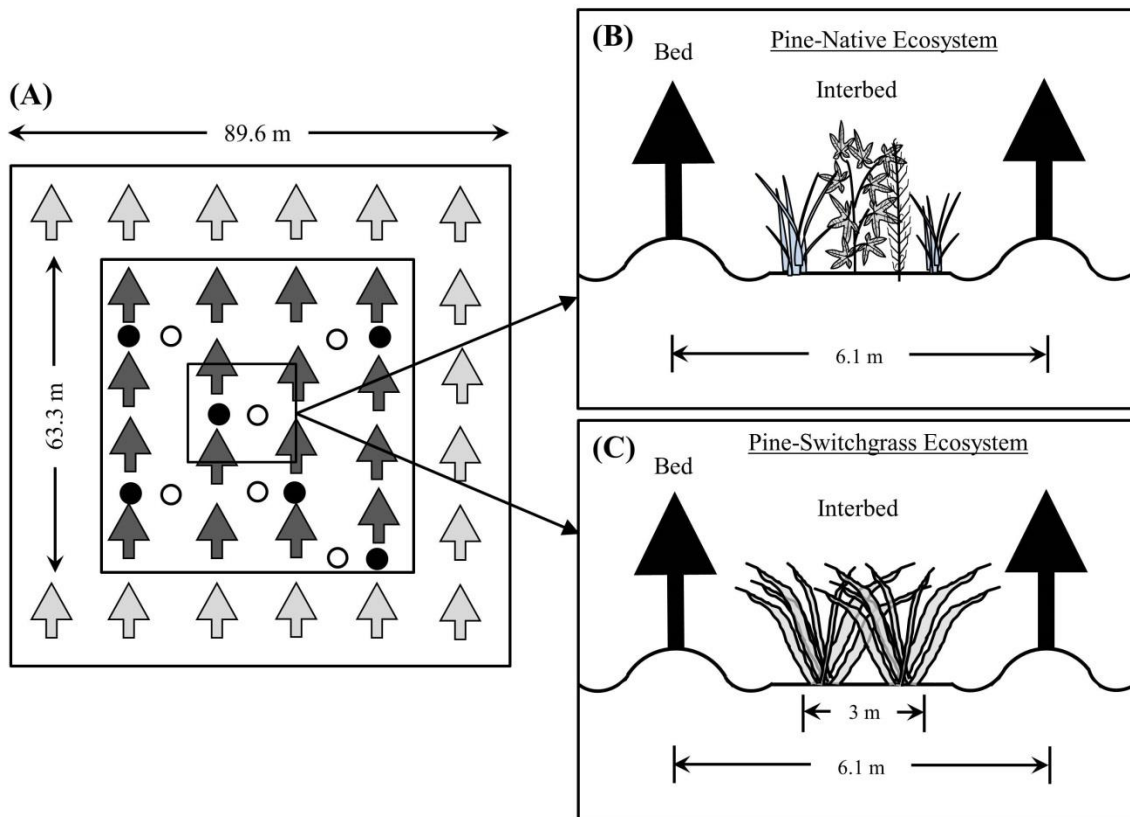 (A)
89.6 m
63.3 m
(B)
Pine-Native Ecosystem
Bed
Interbed
6.1 m
(C)
Pine-Switchgrass Ecosystem
Bed
Interbed
3 m
6.1 m